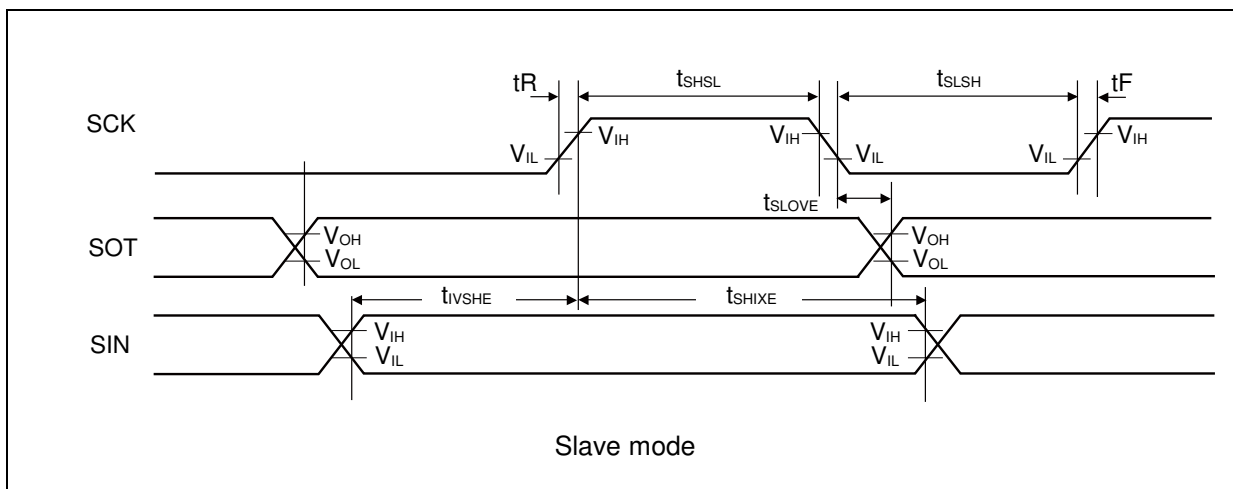 tR tSHSL tSLSH tF
SCK
VIH VIH VIH
VIL VIL VIL
tSLOVE
SOT
VOH VOH
VOL VOL
tIVSHE tSHIXE
SIN
VIH VIH
VIL VIL
Slave mode